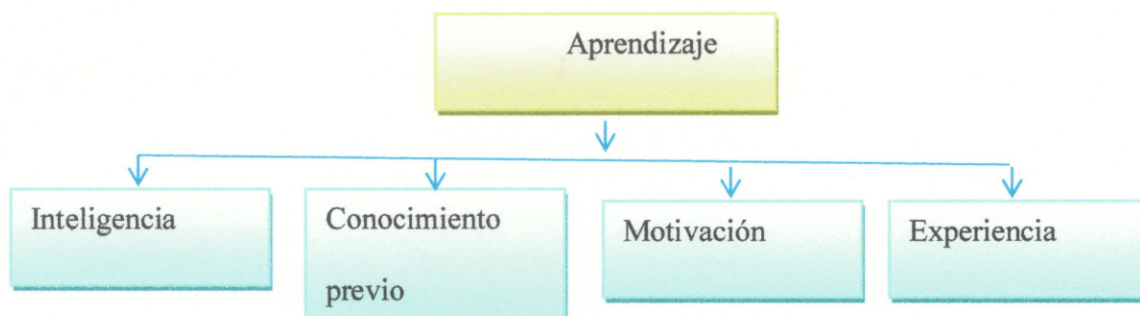 Aprendizaje
Inteligencia
Conocimiento
previo
Motivación
Experiencia